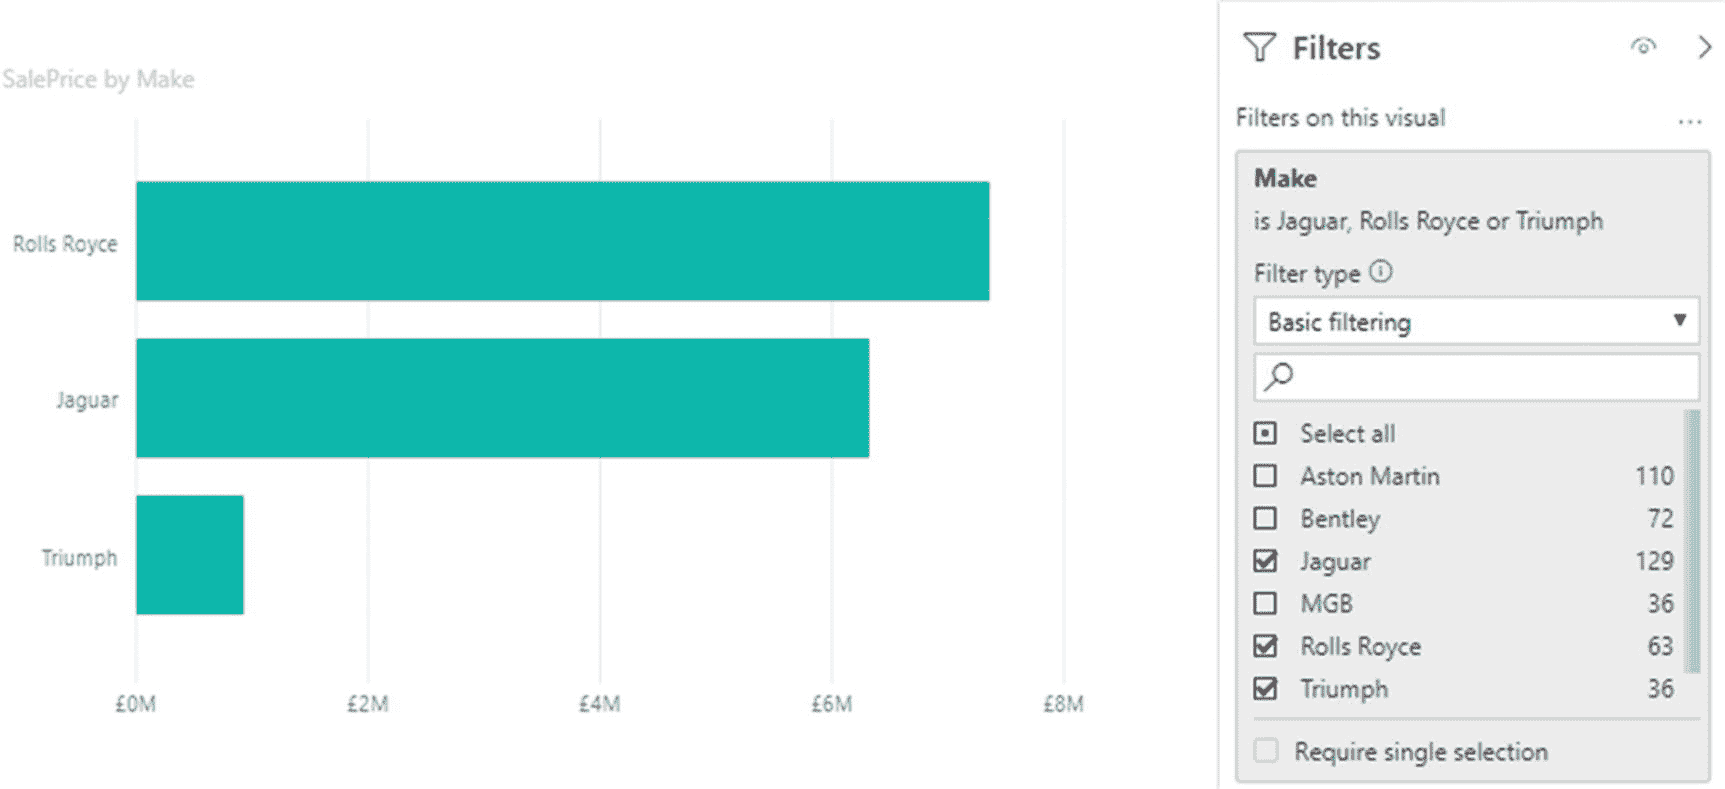 SalePrice by Make
Rolls Royce
Jaguar
Triumph
£0M £2M £4M £6M £8M
Filters
Filters on this visual ...
Make
is Jaguar, Rolls Royce or Triumph
Filter type
Basic filtering
Select all
Aston Martin 110
Bentley 72
Jaguar 129
MGB 36
Rolls Royce 63
Triumph 36
Require single selection